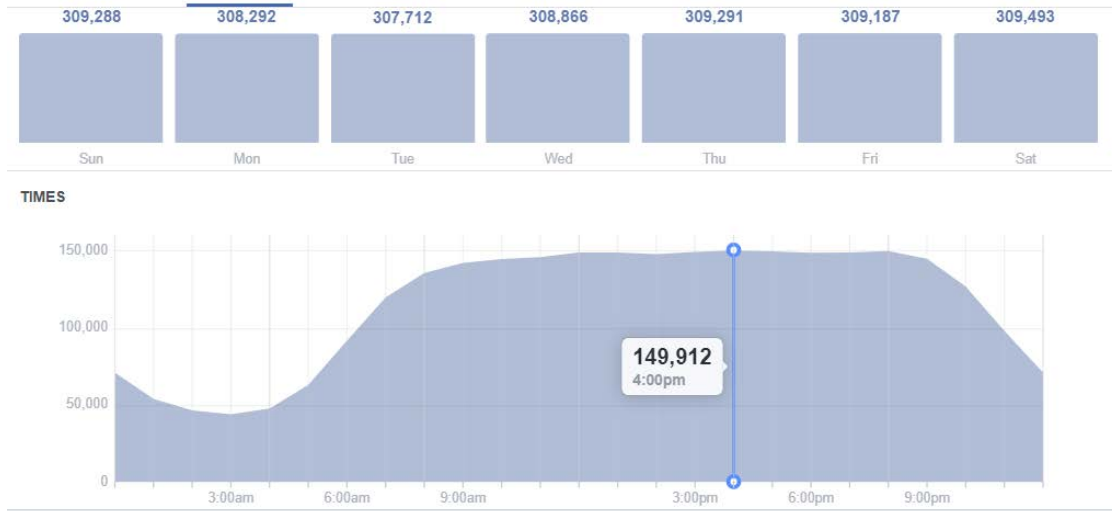 309,288 308,292 307,712 308,866 309,291 309,187 309,493
Sun Mon Tue Wed Thu Fri Sat
TIMES
150,000
100,000
149,912
4:00pm
50,000
0
3:00am 6:00am 9:00am 3:00pm 6:00pm 9:00pm